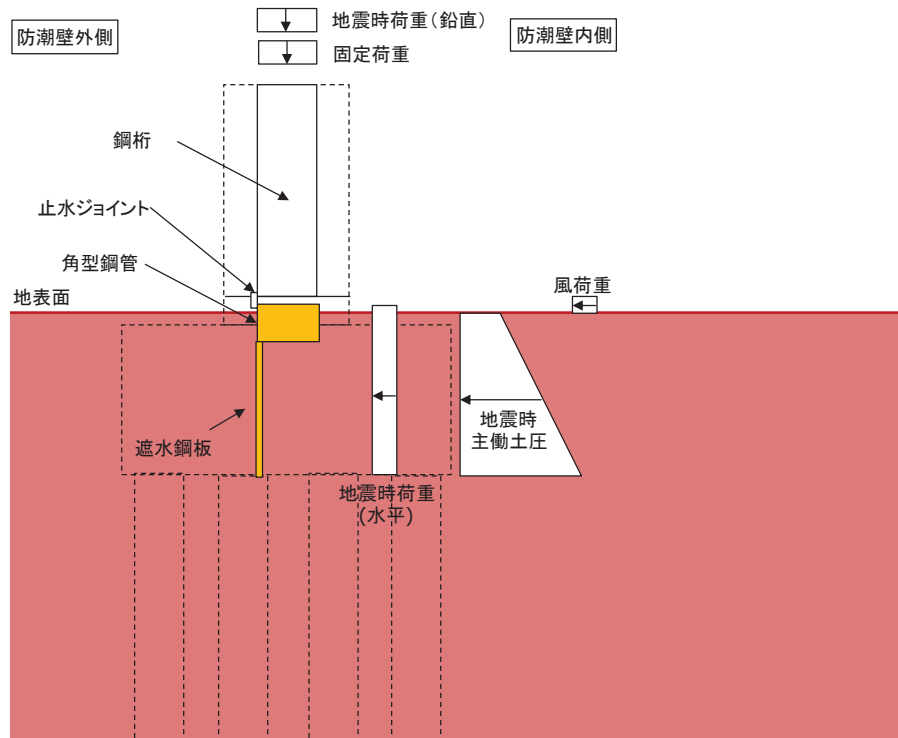 地震時荷重(鉛直)
防潮壁外側
防潮壁内側
固定荷重
鋼桁
止水ジョイント
角型鋼管
地表面
風荷重
地震時
主働土圧
遮水鋼板
地震時荷重
(水平)